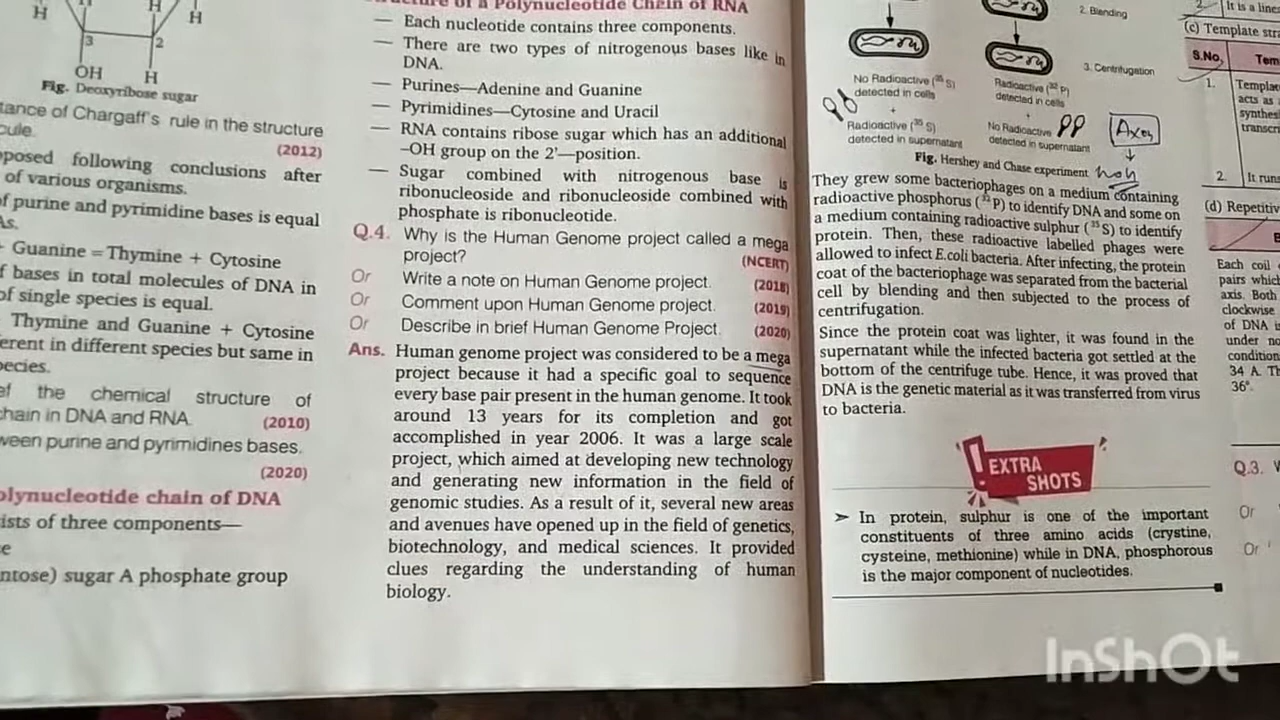 H
H
H
3
2
OH
H
Fig. Deoxyribose sugar
tance of Chargaff's rule in the structure
cule.
(2012)
posed following conclusions after
of various organisms.
of purine and pyrimidine bases is equal
As.
+ Guanine = Thymine + Cytosine
f bases in total molecules of DNA in
of single species is equal.
Thymine and Guanine + Cytosine
erent in different species but same in
pecies.
of the chemical structure of
chain in DNA and RNA.
(2010)
ween purine and pyrimidines bases.
(2020)
olynucleotide chain of DNA
ists of three components—
e
ntose) sugar A phosphate group
Structure of a Polynucleotide Chain of RNA
— Each nucleotide contains three components.
— There are two types of nitrogenous bases like in
DNA.
— Purines—Adenine and Guanine
— Pyrimidines—Cytosine and Uracil
— RNA contains ribose sugar which has an additional
–OH group on the 2'—position.
— Sugar combined with nitrogenous base is
ribonucleoside and ribonucleoside combined with
phosphate is ribonucleotide.
Q.4. Why is the Human Genome project called a mega
project?
(NCERT)
Or Write a note on Human Genome project. (2018)
Or Comment upon Human Genome project. (2019)
Or Describe in brief Human Genome Project. (2020)
Ans. Human genome project was considered to be a mega
project because it had a specific goal to sequence
every base pair present in the human genome. It took
around 13 years for its completion and got
accomplished in year 2006. It was a large scale
project, which aimed at developing new technology
and generating new information in the field of
genomic studies. As a result of it, several new areas
and avenues have opened up in the field of genetics,
biotechnology, and medical sciences. It provided
clues regarding the understanding of human
biology.
2. Blending
3. Centrifugation
No Radioactive (³⁵ S)
detected in cells
+
Radioactive (³⁵ S)
detected in supernatant
Radioactive (³² P)
detected in cells
+
No Radioactive
detected in supernatant
Axon
Fig. Hershey and Chase experiment
They grew some bacteriophages on a medium containing
radioactive phosphorus (³²P) to identify DNA and some on
a medium containing radioactive sulphur (³⁵S) to identify
protein. Then, these radioactive labelled phages were
allowed to infect E.coli bacteria. After infecting, the protein
coat of the bacteriophage was separated from the bacterial
cell by blending and then subjected to the process of
centrifugation.
Since the protein coat was lighter, it was found in the
supernatant while the infected bacteria got settled at the
bottom of the centrifuge tube. Hence, it was proved that
DNA is the genetic material as it was transferred from virus
to bacteria.
EXTRA
SHOTS
➤ In protein, sulphur is one of the important
constituents of three amino acids (crystine,
cysteine, methionine) while in DNA, phosphorous
is the major component of nucleotides.
2. It is a linea
(c) Template stra
S.No. Tem
1. Template
acts as
synthes
transcri
2. It runs
(d) Repetitiv
B
Each coil
pairs which
axis. Both
clockwise
of DNA is
under no
condition
34 A. Th
36°.
Q.3. W
Or
Or
InShOt